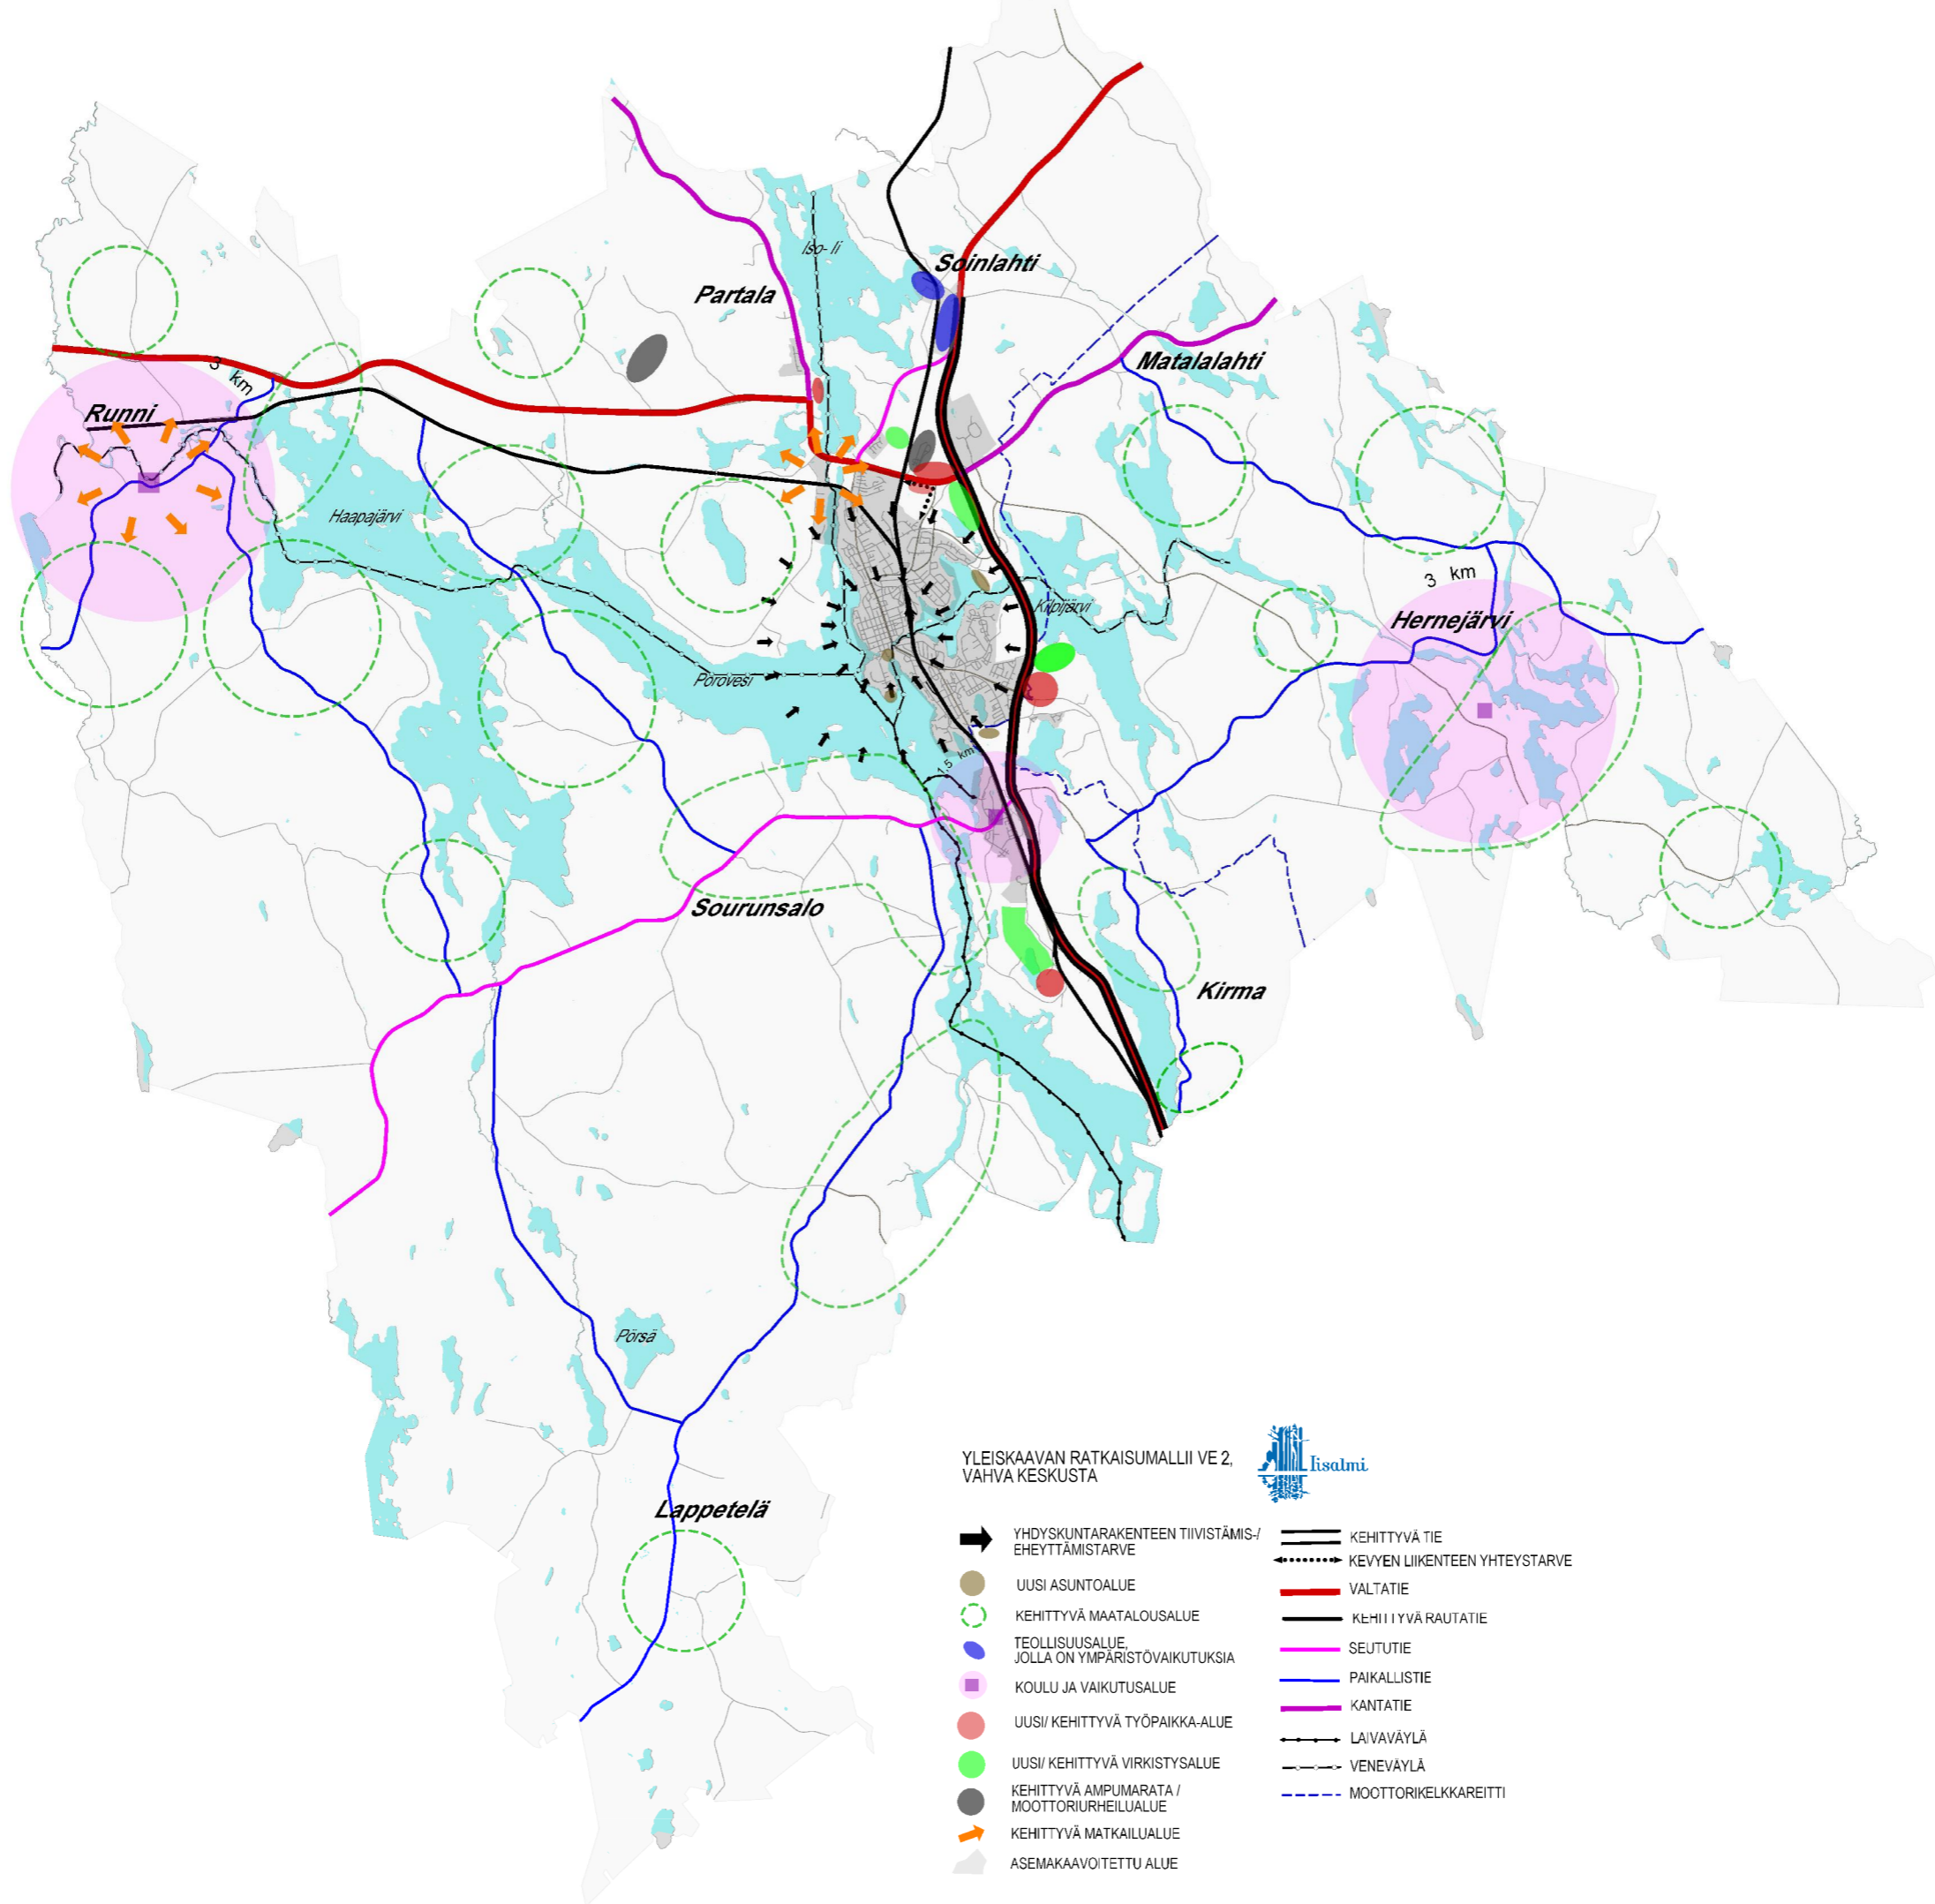 Iso- Ii
Soinlahti
Partala
Matalalahti
3 km
Runni
Haapajärvi
3 km
Kilpijärvi
Hernejärvi
Porovesi
1,5 km
Sourunsalo
Kirma
Pörsä
Lappetelä
YLEISKAAVAN RATKAISUMALLII VE 2,
VAHVA KESKUSTA
Iisalmi
YHDYSKUNTARAKENTEEN TIIVISTÄMIS-/
EHEYTTÄMISTARVE
UUSI ASUNTOALUE
KEHITTYVÄ MAATALOUSALUE
TEOLLISUUSALUE,
JOLLA ON YMPÄRISTÖVAIKUTUKSIA
KOULU JA VAIKUTUSALUE
UUSI/ KEHITTYVÄ TYÖPAIKKA-ALUE
UUSI/ KEHITTYVÄ VIRKISTYSALUE
KEHITTYVÄ AMPUMARATA /
MOOTTORIURHEILUALUE
KEHITTYVÄ MATKAILUALUE
ASEMAKAAVOITETTU ALUE
KEHITTYVÄ TIE
KEVYEN LIIKENTEEN YHTEYSTARVE
VALTATIE
KEHITTYVÄ RAUTATIE
SEUTUTIE
PAIKALLISTIE
KANTATIE
LAIVAVÄYLÄ
VENEVÄYLÄ
MOOTTORIKELKKAREITTI